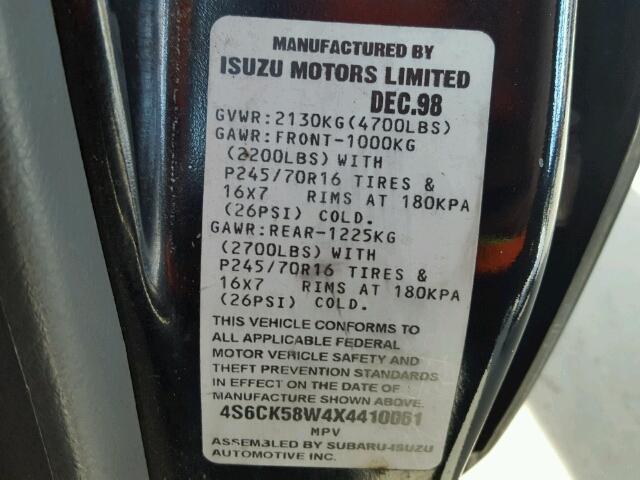 MANUFACTURED BY
ISUZU MOTORS LIMITED
DEC.98
GVWR:2130KG(4700LBS)
GAWR:FRONT-1000KG
(2200LBS) WITH
P245/70R16 TIRES &
16X7 RIMS AT 180KPA
(26PSI) COLD.
GAWR:REAR-1225KG
(2700LBS) WITH
P245/70R16 TIRES &
16X7 RIMS AT 180KPA
(26PSI) COLD.
THIS VEHICLE CONFORMS TO
ALL APPLICABLE FEDERAL
MOTOR VEHICLE SAFETY AND
THEFT PREVENTION STANDARDS
IN EFFECT ON THE DATE OF
MANUFACTURE SHOWN ABOVE.
4S6CK58W4X4410061
MPV
ASSEMBLED BY SUBARU-ISUZU
AUTOMOTIVE INC.